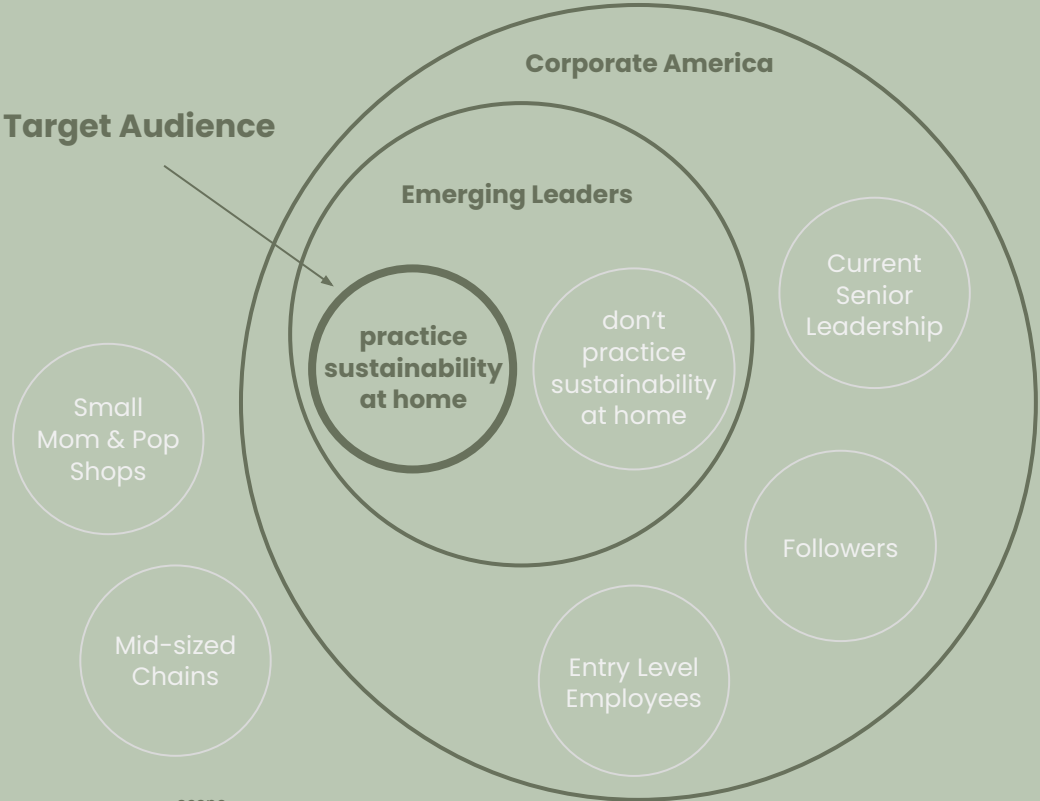 Corporate America
Target Audience
Emerging Leaders
practice
sustainability
at home
don't
practice
sustainability
at home
Current
Senior
Leadership
Small
Mom & Pop
Shops
Followers
Mid-sized
Chains
Entry Level
Employees